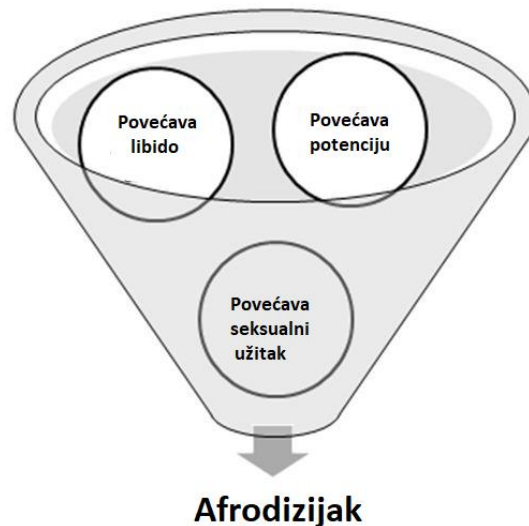 Povećava
libido
Povećava
potenciju
Povećava
seksualni
užitak
Afrodizijak